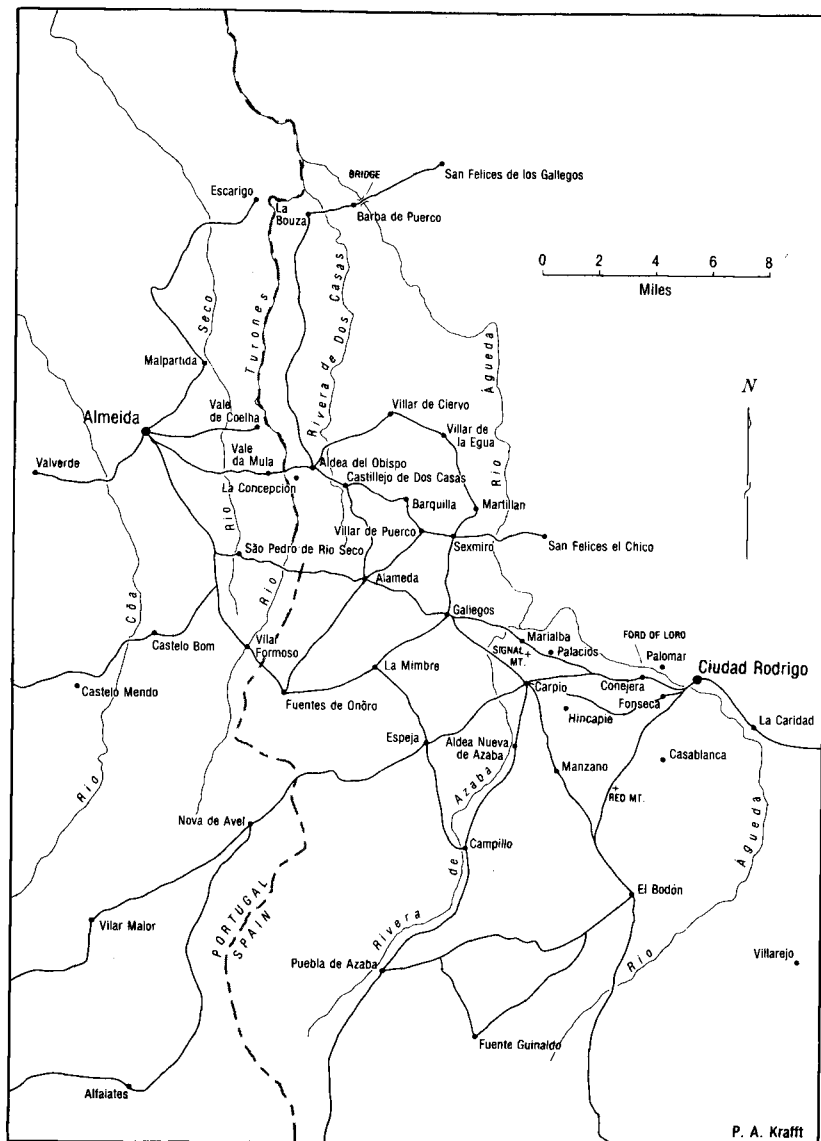 Escarigo
La
Bouza
BRIDGE
San Felices de los Gallegos
Barba de Puerco
0 2 4 6 8
Miles
N
Seco
Turones
Rivera de Dos Casas
Águeda
Malpartida
Almeida
Vale
de Coelha
Villar de Ciervo
Villar de
la Egua
Valverde
Vale
da Mula
La Concepción
Aldea del Obispo
Castillejo de Dos Casas
Rio
Barquilla
Martillan
Villar de Puerco
Sexmiro
San Felices el Chico
Rio
São Pedro de Rio Seco
Alameda
Rio
Côa
Gallegos
Castelo Bom
Vilar
Formoso
SIGNAL
MT.
Marialba
Palacios
FORD OF LORO
Palomar
Ciudad Rodrigo
Castelo Mendo
La Mimbre
Fuentes de Onõro
Carpio
Conejera
Fonseca
Hincapie
La Caridad
Espeja
Aldea Nueva
de Azaba
Casablanca
Manzano
RED MT.
Rio
Azaba
Águeda
Nova de Avel
Campillo
de
El Bodón
Vilar Maior
PORTUGAL
SPAIN
Rivera
Puebla de Azaba
Rio
Villarejo
Fuente Guinaldo
Alfaiates
P. A. Krafft